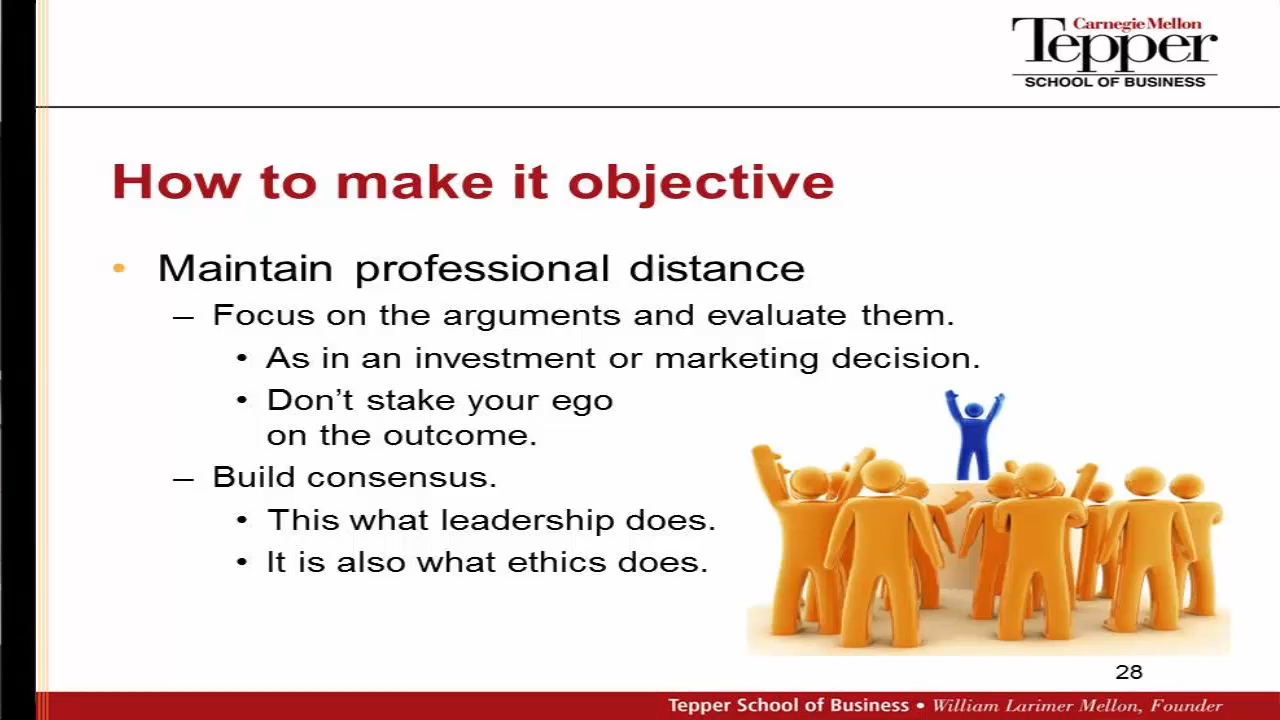 Carnegie Mellon
Tepper
SCHOOL OF BUSINESS
How to make it objective
• Maintain professional distance
– Focus on the arguments and evaluate them.
• As in an investment or marketing decision.
• Don't stake your ego
on the outcome.
– Build consensus.
• This what leadership does.
• It is also what ethics does.
28
Tepper School of Business • William Larimer Mellon, Founder